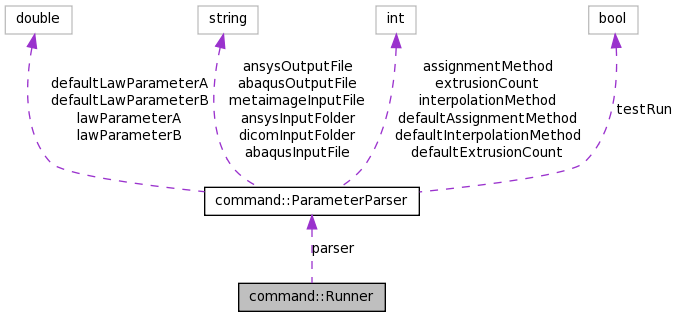 double
string
int
bool
defaultLawParameterA
defaultLawParameterB
lawParameterA
lawParameterB
ansysOutputFile
abaqusOutputFile
metaimageInputFile
ansysInputFolder
dicomInputFolder
abaqusInputFile
assignmentMethod
extrusionCount
interpolationMethod
defaultAssignmentMethod
defaultInterpolationMethod
defaultExtrusionCount
testRun
command::ParameterParser
parser
command::Runner